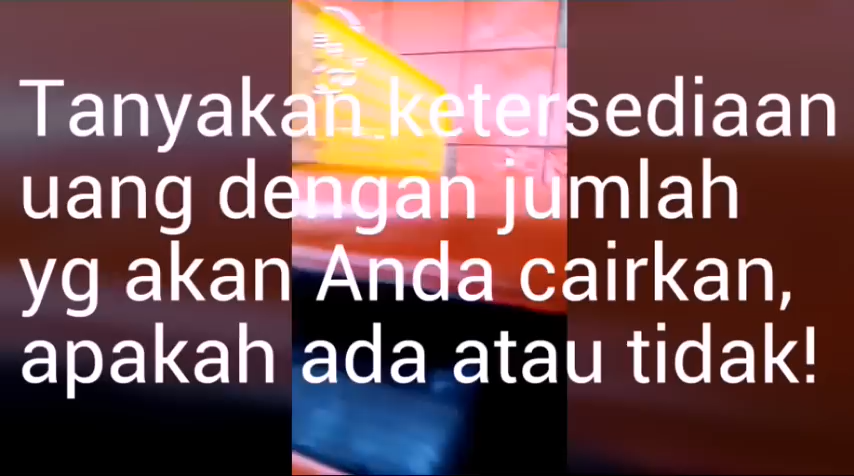 Tanyakan ketersediaan
uang dengan jumlah
yg akan Anda cairkan,
apakah ada atau tidak!